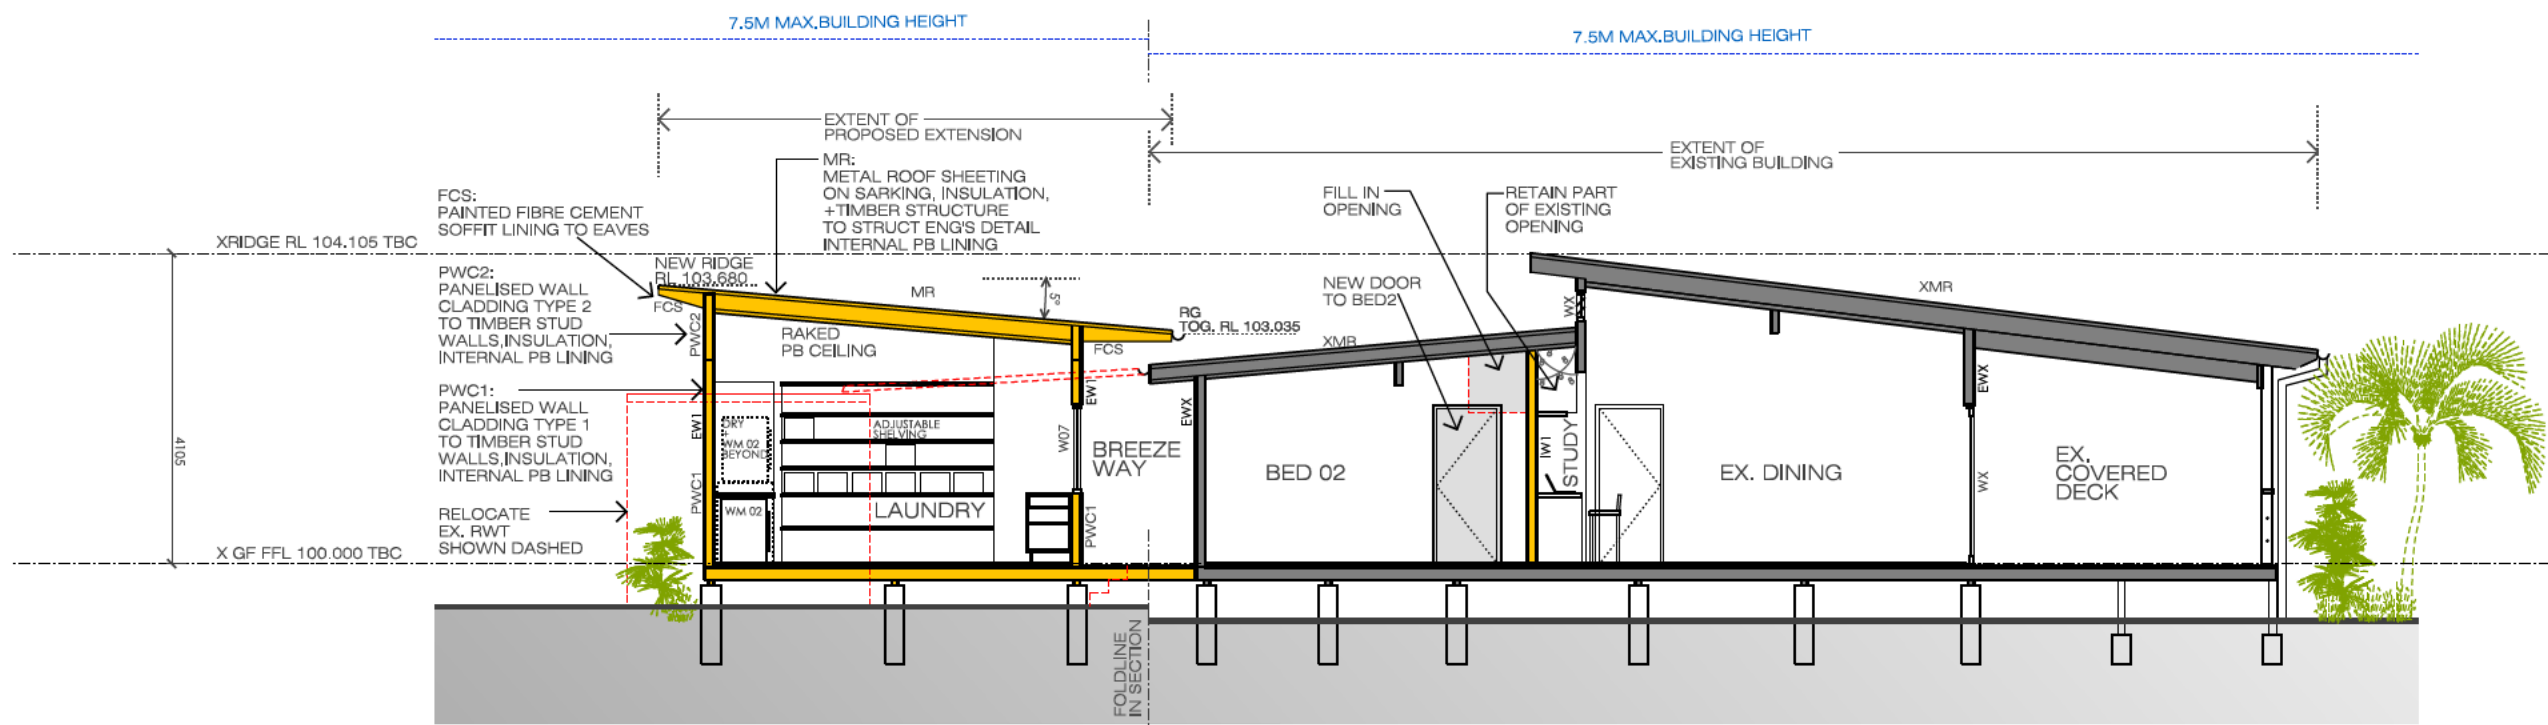 7.5M MAX.BUILDING HEIGHT
7.5M MAX.BUILDING HEIGHT
EXTENT OF
PROPOSED EXTENSION
EXTENT OF
EXISTING BUILDING
MR:
METAL ROOF SHEETING
ON SARKING, INSULATION,
+TIMBER STRUCTURE
TO STRUCT ENG'S DETAIL
INTERNAL PB LINING
FCS:
PAINTED FIBRE CEMENT
SOFFIT LINING TO EAVES
FILL IN
OPENING
RETAIN PART
OF EXISTING
OPENING
XRIDGE RL 104.105 TBC
NEW RIDGE
RL 103.680
PWC2:
PANELISED WALL
CLADDING TYPE 2
TO TIMBER STUD
WALLS,INSULATION,
INTERNAL PB LINING
FCS
MR
5°
NEW DOOR
TO BED2
XMR
WX
RG
TOG. RL 103.035
PWC2
RAKED
PB CEILING
FCS
XMR
PWC1:
PANELISED WALL
CLADDING TYPE 1
TO TIMBER STUD
WALLS,INSULATION,
INTERNAL PB LINING
EW1
EWX
EWX
EW1
DRY
+
WM 02
BEYOND
ADJUSTABLE
SHELVING
W07
BREEZE
WAY
BED 02
IW1
STUDY
EX. DINING
WX
EX.
COVERED
DECK
4105
PWC1
WM 02
LAUNDRY
PWC1
RELOCATE
EX. RWT
SHOWN DASHED
X GF FFL 100.000 TBC
FOLDLINE
IN SECTION